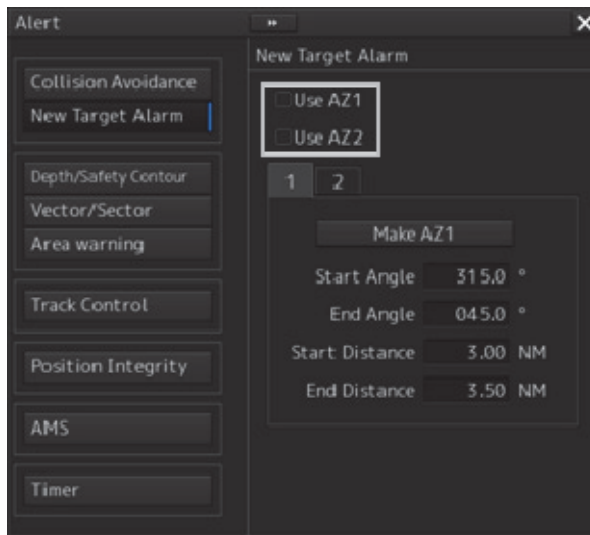 Alert
×
New Target Alarm
Collision Avoidance
New Target Alarm
Depth/Safety Contour
Vector/Sector
Area warning
Track Control
Position Integrity
AMS
Timer
Use AZ1
Use AZ2
1 2
Make AZ1
Start Angle 315.0 °
End Angle 045.0 °
Start Distance 3.00 NM
End Distance 3.50 NM